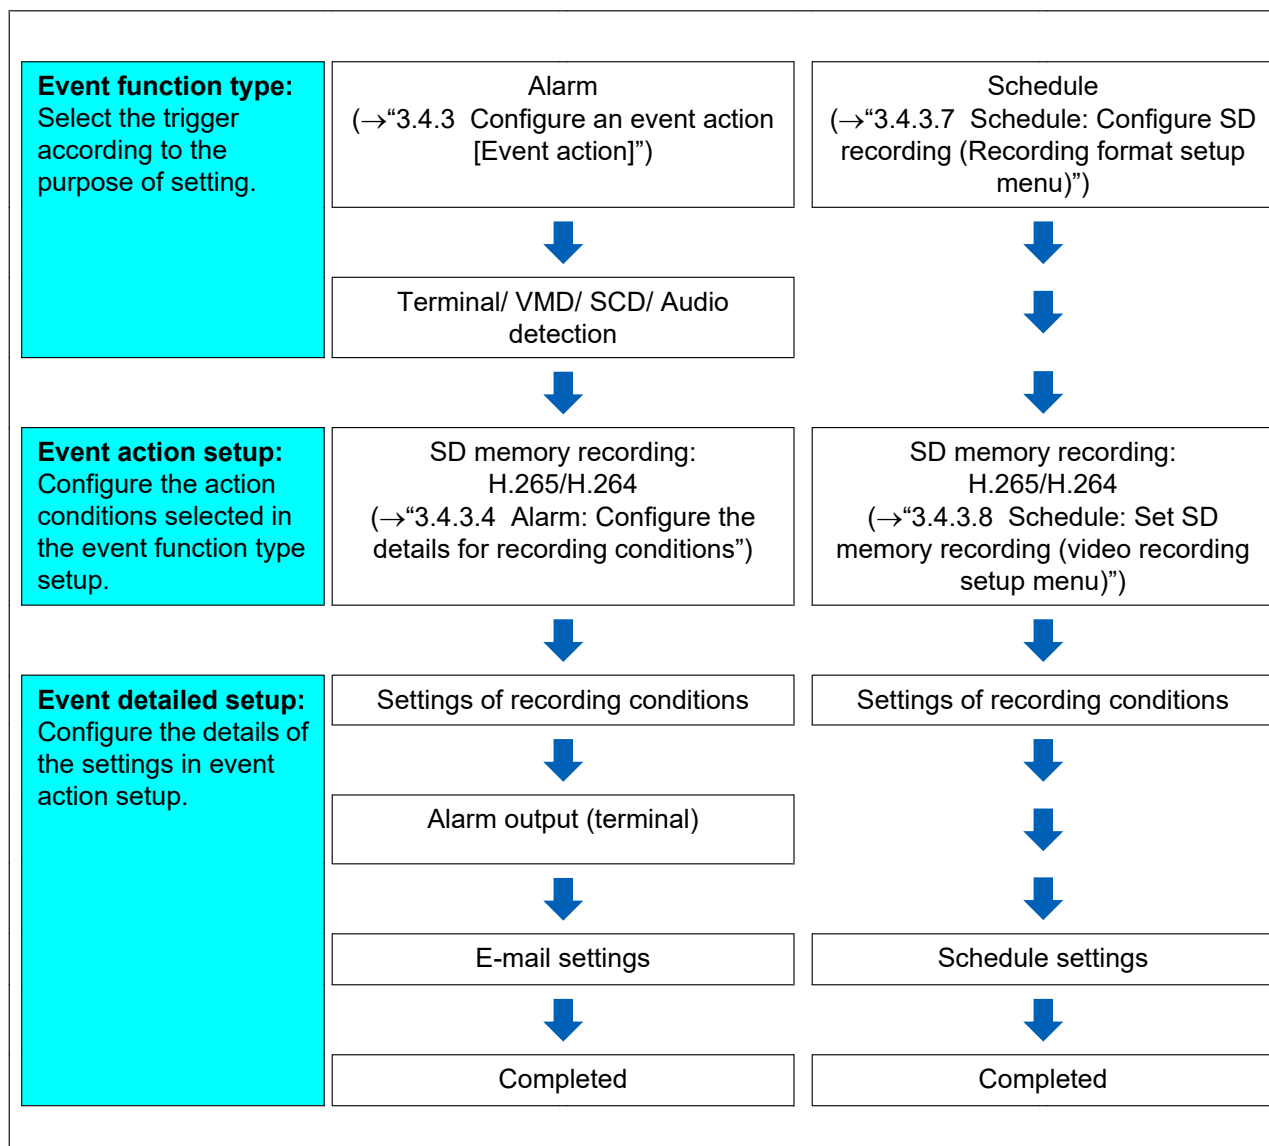 Event function type:
Select the trigger
according to the
purpose of setting.
Alarm
(→“3.4.3 Configure an event action
[Event action]”)
Schedule
(→“3.4.3.7 Schedule: Configure SD
recording (Recording format setup
menu)”)
Terminal/ VMD/ SCD/ Audio
detection
Event action setup:
Configure the action
conditions selected in
the event function type
setup.
SD memory recording:
H.265/H.264
(→“3.4.3.4 Alarm: Configure the
details for recording conditions”)
SD memory recording:
H.265/H.264
(→“3.4.3.8 Schedule: Set SD
memory recording (video recording
setup menu)”)
Event detailed setup:
Configure the details of
the settings in event
action setup.
Settings of recording conditions
Settings of recording conditions
Alarm output (terminal)
E-mail settings
Schedule settings
Completed
Completed